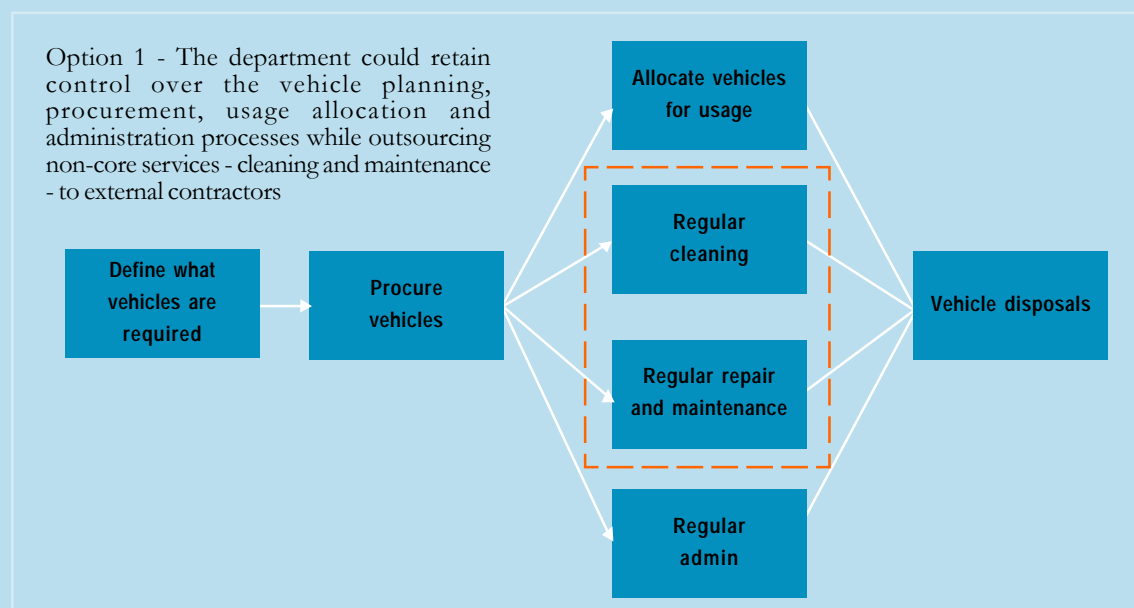 Option 1 - The department could retain
control over the vehicle planning,
procurement, usage allocation and
administration processes while outsourcing
non-core services - cleaning and maintenance
- to external contractors
Define what
vehicles are
required
Procure
vehicles
Allocate vehicles
for usage
Regular
cleaning
Regular repair
and maintenance
Regular
admin
Vehicle disposals